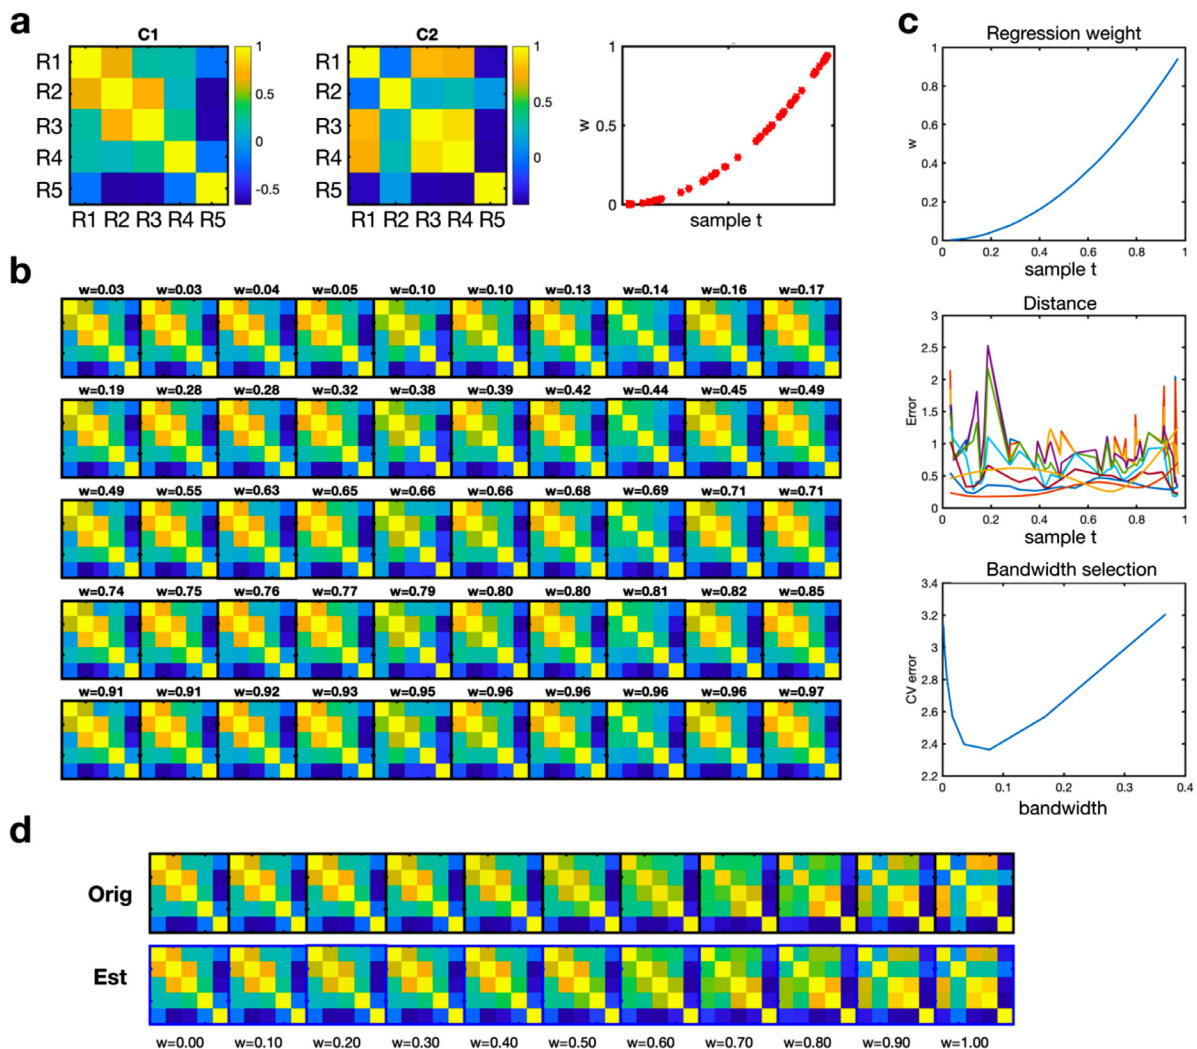 a
C1
C2
R1
R2
R3
R4
R5
R1 R2 R3 R4 R5
1
0.5
0
-0.5
R1
R2
R3
R4
R5
R1 R2 R3 R4 R5
1
0.5
0
1
0.5
0
w
sample t
c
Regression weight
1
0.8
0.6
0.4
0.2
0
w
0 0.2 0.4 0.6 0.8 1
sample t
Distance
3
2.5
2
1.5
1
0.5
0
Error
0 0.2 0.4 0.6 0.8 1
sample t
Bandwidth selection
3.4
3.2
3
2.8
2.6
2.4
2.2
CV error
0 0.1 0.2 0.3 0.4
bandwidth
b
w=0.03 w=0.03 w=0.04 w=0.05 w=0.10 w=0.10 w=0.13 w=0.14 w=0.16 w=0.17
w=0.19 w=0.28 w=0.28 w=0.32 w=0.38 w=0.39 w=0.42 w=0.44 w=0.45 w=0.49
w=0.49 w=0.55 w=0.63 w=0.65 w=0.66 w=0.66 w=0.68 w=0.69 w=0.71 w=0.71
w=0.74 w=0.75 w=0.76 w=0.77 w=0.79 w=0.80 w=0.80 w=0.81 w=0.82 w=0.85
w=0.91 w=0.91 w=0.92 w=0.93 w=0.95 w=0.96 w=0.96 w=0.96 w=0.96 w=0.97
d
Orig
Est
w=0.00 w=0.10 w=0.20 w=0.30 w=0.40 w=0.50 w=0.60 w=0.70 w=0.80 w=0.90 w=1.00